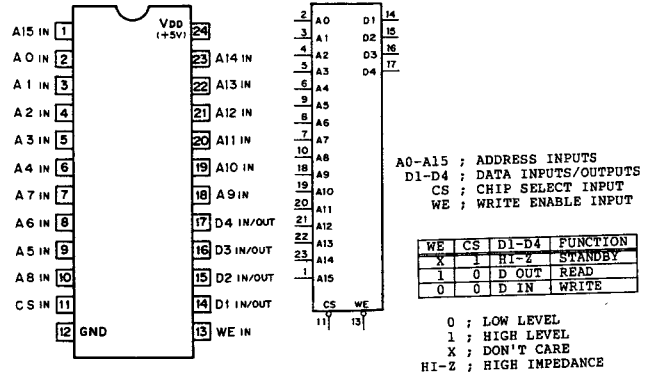 VDD
(+5V)
A15 IN 1 24
A0 IN 2 23 A14 IN
A1 IN 3 22 A13 IN
A2 IN 4 21 A12 IN
A3 IN 5 20 A11 IN
A4 IN 6 19 A10 IN
A7 IN 7 18 A9 IN
A6 IN 8 17 D4 IN/OUT
A5 IN 9 16 D3 IN/OUT
A8 IN 10 15 D2 IN/OUT
CS IN 11 14 D1 IN/OUT
12 GND 13 WE IN
2 A0 D1 14
3 A1 D2 15
4 A2 D3 16
5 A3 D4 17
6 A4
9 A5
8 A6
7 A7
10 A8
18 A9
19 A10
20 A11
21 A12
22 A13
23 A14
1 A15
CS WE
11 13
A0-A15 ; ADDRESS INPUTS
D1-D4 ; DATA INPUTS/OUTPUTS
CS ; CHIP SELECT INPUT
WE ; WRITE ENABLE INPUT
WE CS D1-D4 FUNCTION
X 1 HI-Z STANDBY
1 0 D OUT READ
0 0 D IN WRITE
0 ; LOW LEVEL
1 ; HIGH LEVEL
X ; DON'T CARE
HI-Z ; HIGH IMPEDANCE